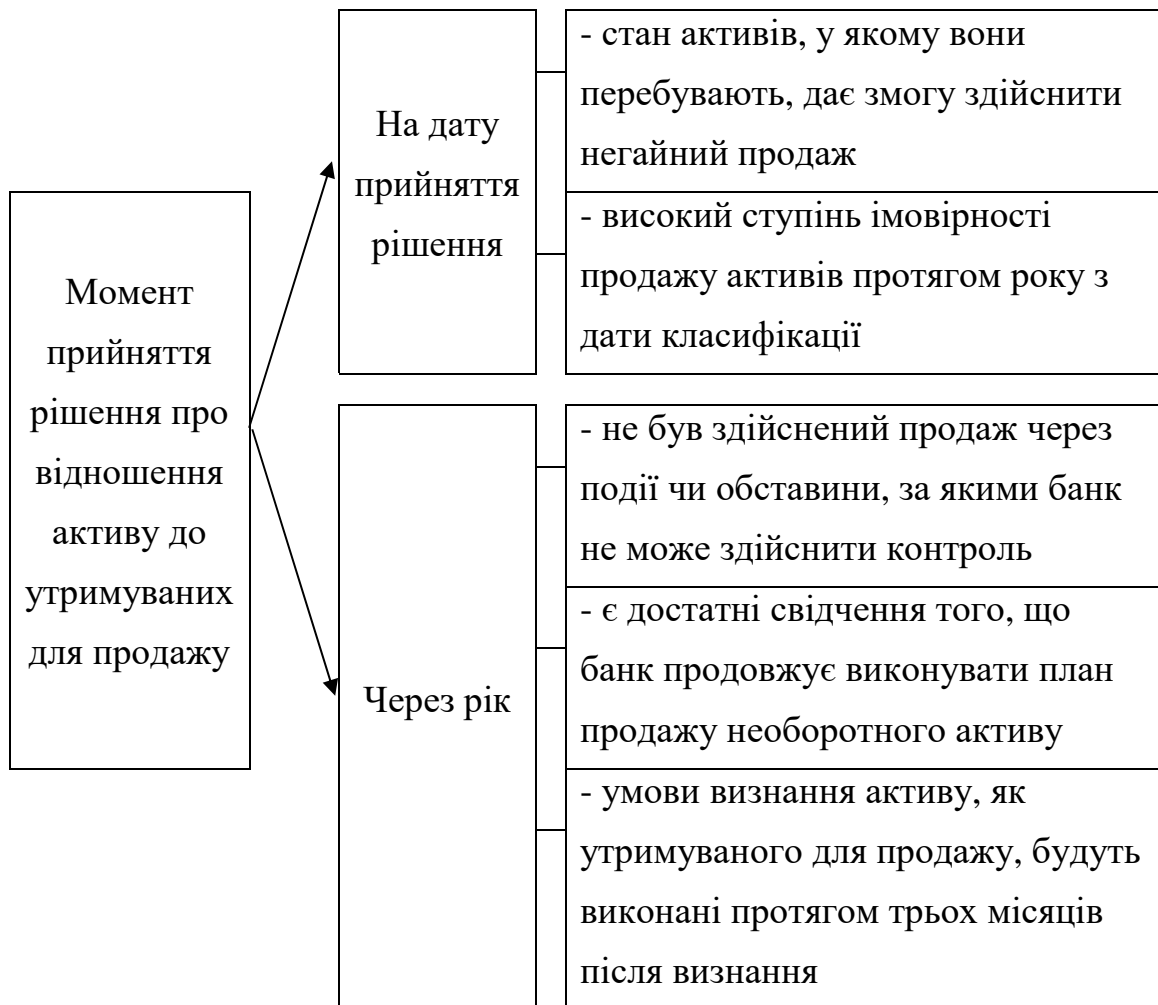 Момент
прийняття
рішення про
відношення
активу до
утримуваних
для продажу
На дату
прийняття
рішення
- стан активів, у якому вони
перебувають, дає змогу здійснити
негайний продаж
- високий ступінь імовірності
продажу активів протягом року з
дати класифікації
Через рік
- не був здійснений продаж через
події чи обставини, за якими банк
не може здійснити контроль
- є достатні свідчення того, що
банк продовжує виконувати план
продажу необоротного активу
- умови визнання активу, як
утримуваного для продажу, будуть
виконані протягом трьох місяців
після визнання